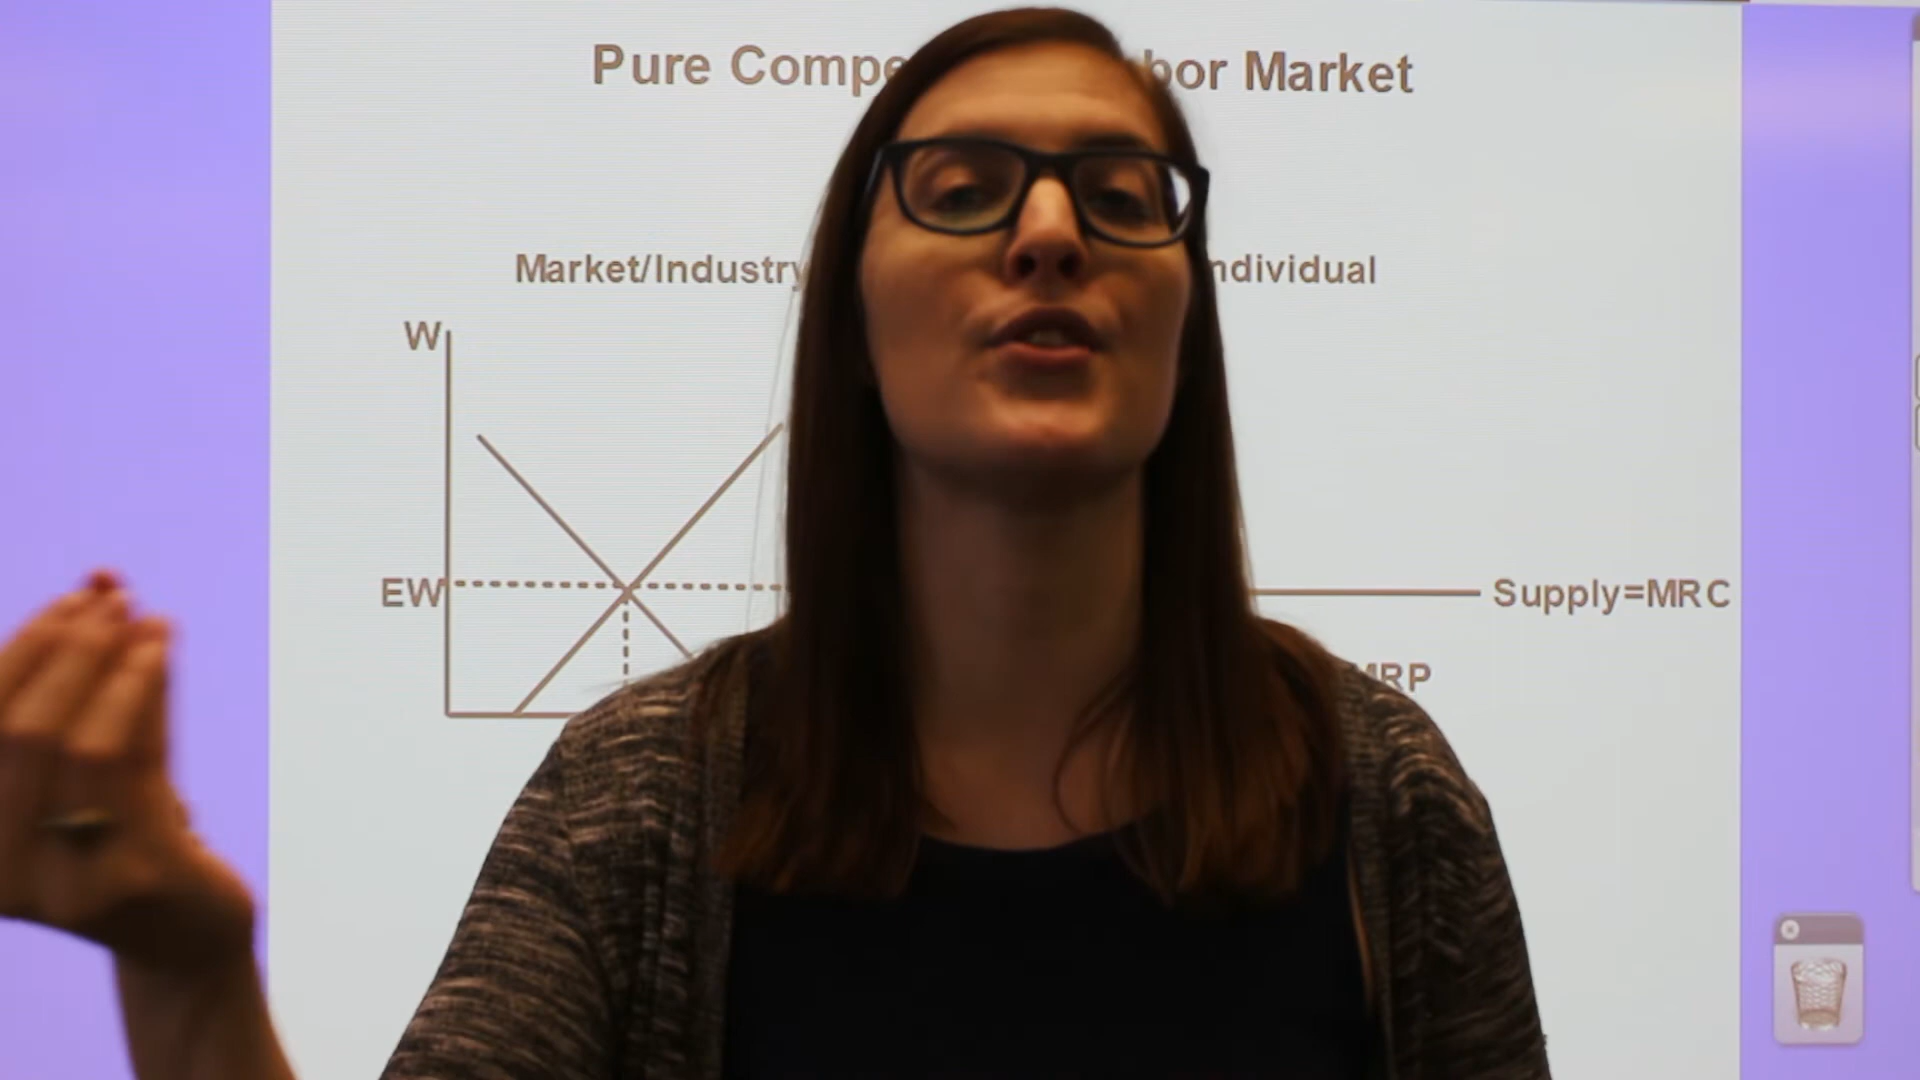 Pure Compe bor Market
Market/Industry ndividual
W
EW Supply=MRC
MRP